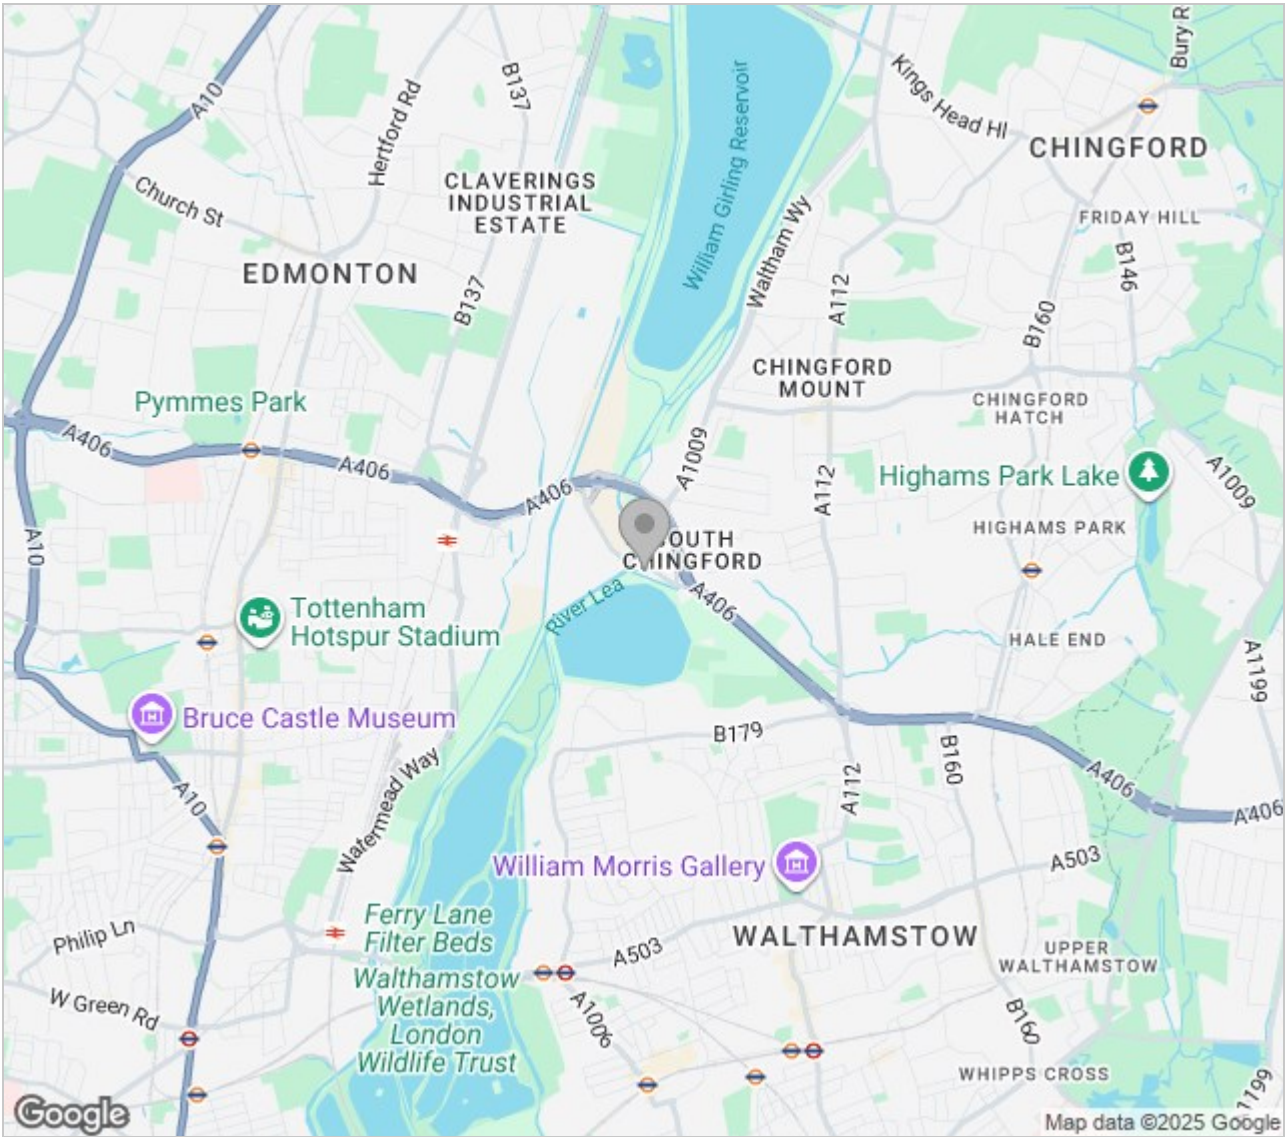 A10
Hertford Rd
B137
William Girling Reservoir
Kings Head Hl
Bury R
CHINGFORD
CLAVERINGS
INDUSTRIAL
ESTATE
Church St
Waltham Wy
FRIDAY HILL
EDMONTON
B137
A112
B146
B160
CHINGFORD
MOUNT
Pymmes Park
CHINGFORD
HATCH
A406
A406
A406
A1009
A112
Highams Park Lake
A1009
A10
SOUTH
CHINGFORD
HIGHAMS PARK
River Lea
A406
Tottenham
Hotspur Stadium
HALE END
A1199
Bruce Castle Museum
B179
B160
A10
Watermead Way
A112
A406
A406
William Morris Gallery
A503
Ferry Lane
Filter Beds
Philip Ln
A503
WALTHAMSTOW
UPPER
WALTHAMSTOW
Walthamstow
Wetlands,
London
Wildlife Trust
W Green Rd
A1006
B160
WHIPPS CROSS
1199
Google
Map data ©2025 Google